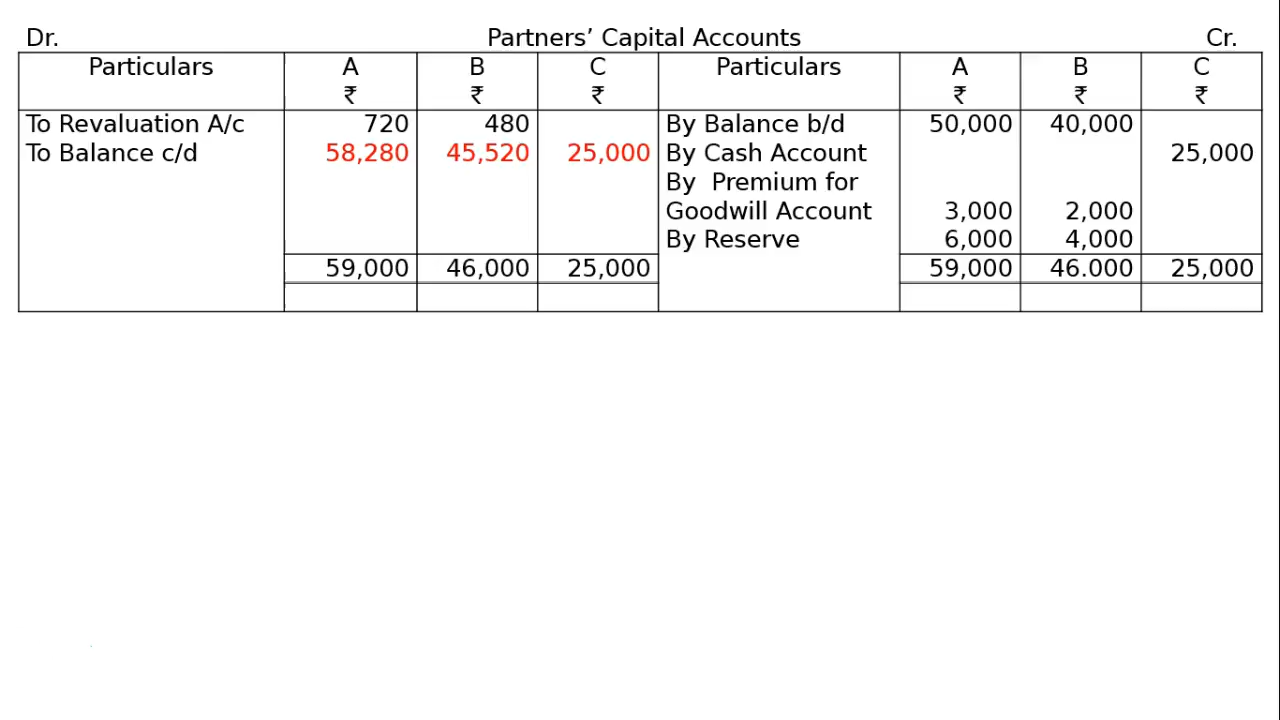 Dr. Partners’ Capital Accounts Cr.
Particulars A B C Particulars A B C
₹ ₹ ₹ ₹ ₹ ₹
To Revaluation A/c 720 480 By Balance b/d 50,000 40,000
To Balance c/d 58,280 45,520 25,000 By Cash Account 25,000
By Premium for
Goodwill Account 3,000 2,000
By Reserve 6,000 4,000
59,000 46,000 25,000 59,000 46.000 25,000